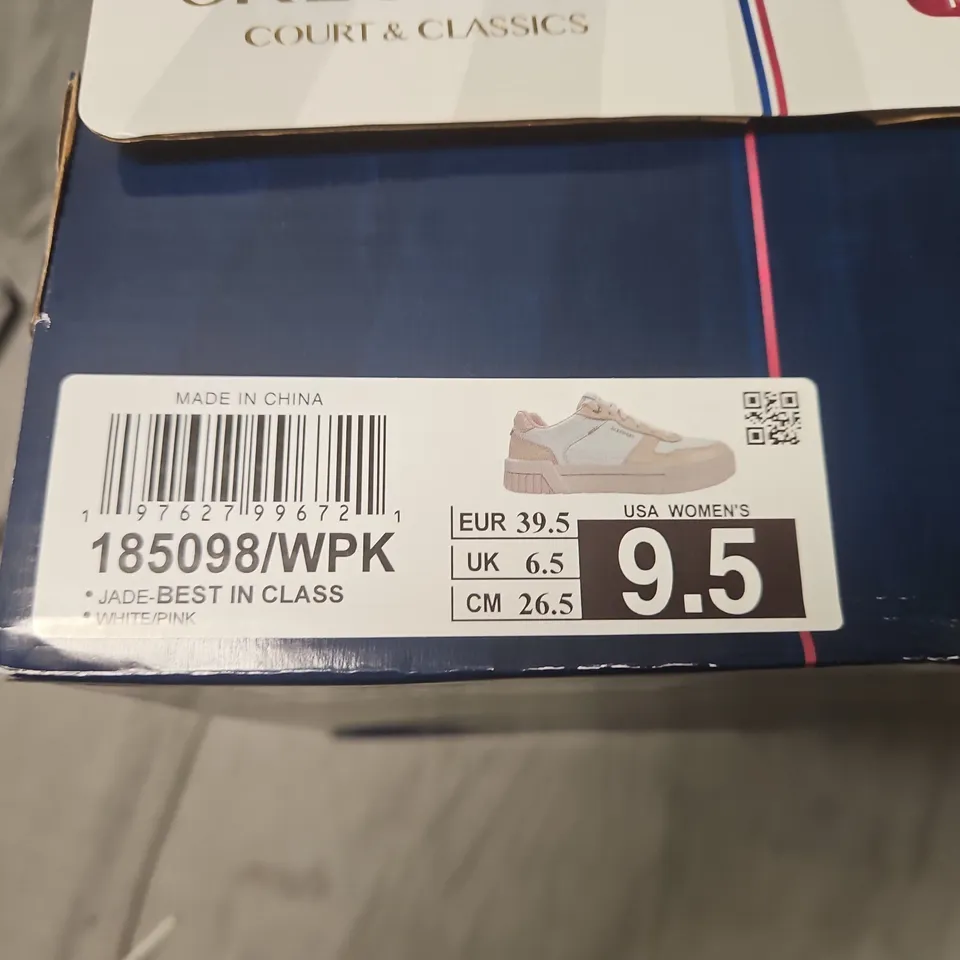 COURT & CLASSICS
MADE IN CHINA
1 97627 99672 1
185098/WPK
• JADE-BEST IN CLASS
• WHITE/PINK
EUR 39.5
UK 6.5
CM 26.5
USA WOMEN'S
9.5